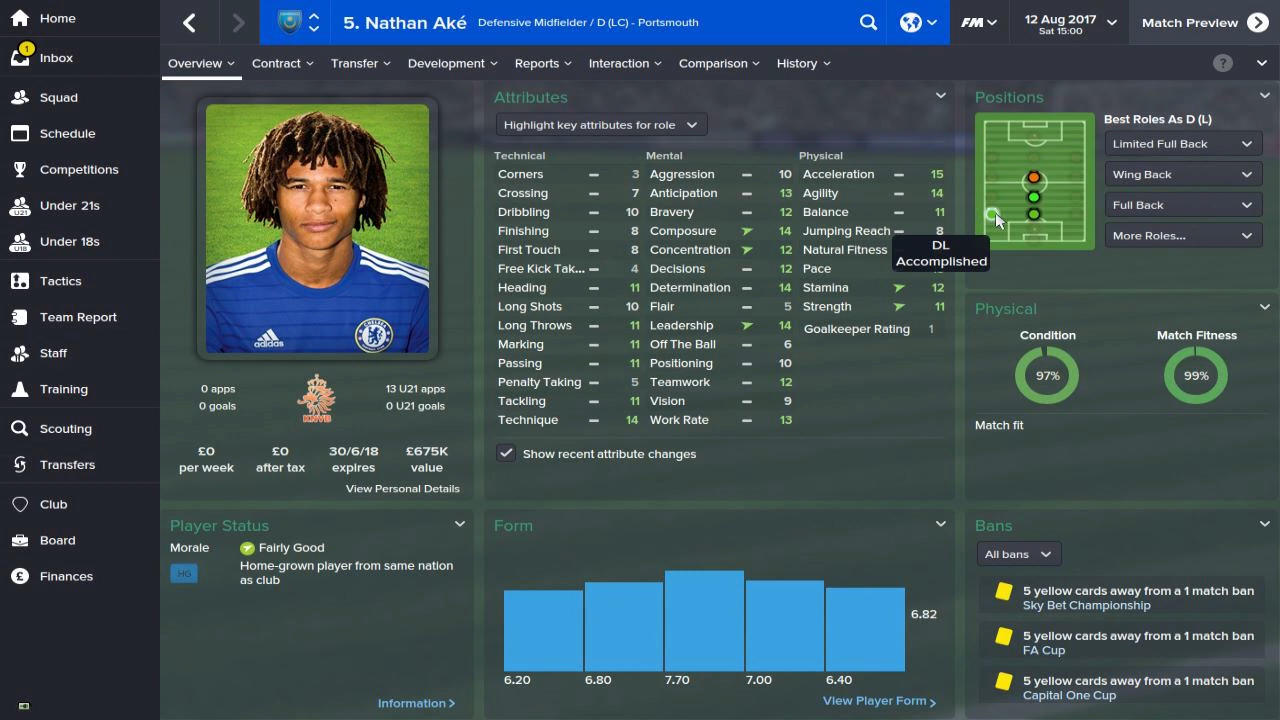 Home
5. Nathan Aké
Defensive Midfielder / D (LC) - Portsmouth
FM
12 Aug 2017
Sat 15:00
Match Preview
1
Inbox
Squad
Schedule
Competitions
U21
Under 21s
U18
Under 18s
Tactics
Team Report
Staff
Training
Scouting
Transfers
Club
Board
£
Finances
Overview
Contract
Transfer
Development
Reports
Interaction
Comparison
History
?
adidas
CHELSEA
0 apps
0 goals
KNVB
13 U21 apps
0 U21 goals
£0
per week
£0
after tax
30/6/18
expires
£675K
value
View Personal Details
Attributes
Highlight key attributes for role
Technical
Corners 3
Crossing 7
Dribbling 10
Finishing 8
First Touch 8
Free Kick Tak... 4
Heading 11
Long Shots 10
Long Throws 11
Marking 11
Passing 11
Penalty Taking 5
Tackling 11
Technique 14
Mental
Aggression 10
Anticipation 13
Bravery 12
Composure 14
Concentration 12
Decisions 12
Determination 14
Flair 5
Leadership 14
Off The Ball 6
Positioning 10
Teamwork 12
Vision 9
Work Rate 13
Physical
Acceleration 15
Agility 14
Balance 11
Jumping Reach 8
Natural Fitness
Pace
Stamina 12
Strength 11
Goalkeeper Rating 1
DL
Accomplished
Show recent attribute changes
Positions
Best Roles As D (L)
Limited Full Back
Wing Back
Full Back
More Roles...
Physical
Condition
97%
Match Fitness
99%
Match fit
Player Status
Morale
Fairly Good
HG
Home-grown player from same nation
as club
Information >
Form
6.82
6.20 6.80 7.70 7.00 6.40
View Player Form >
Bans
All bans
5 yellow cards away from a 1 match ban
Sky Bet Championship
5 yellow cards away from a 1 match ban
FA Cup
5 yellow cards away from a 1 match ban
Capital One Cup